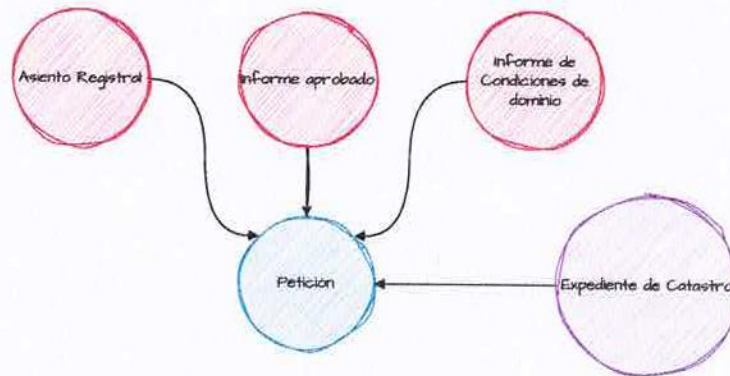 Asiento Registral
Informe aprobado
Informe de
Condiciones de
dominio
Petición
Expediente de Catastro